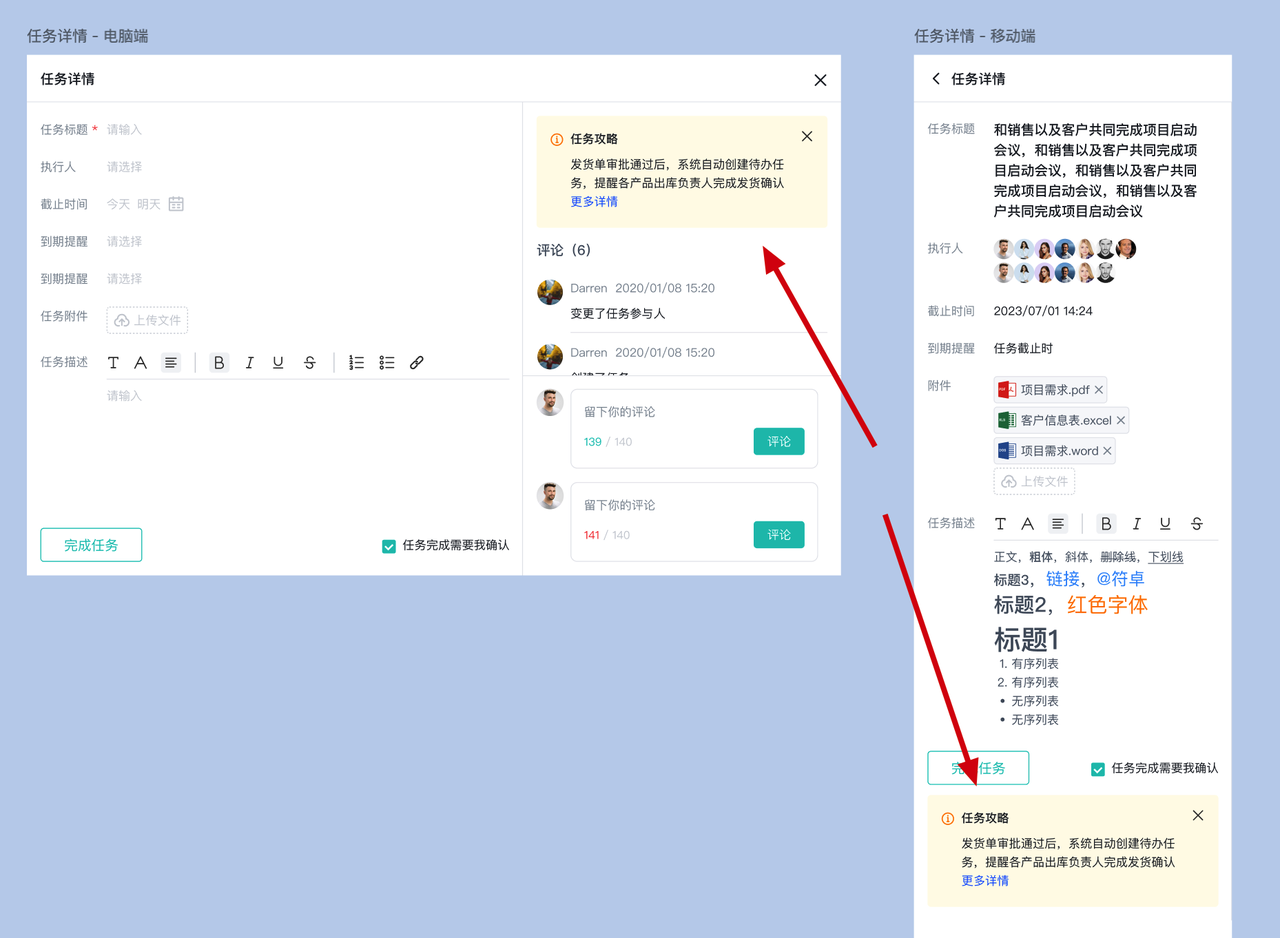 任务详情 - 电脑端
任务详情
任务标题 * 请输入
执行人 请选择
截止时间 今天 明天
到期提醒 请选择
到期提醒 请选择
任务附件 上传文件
任务描述 T A B I U S
请输入
完成任务
任务完成需要我确认
任务攻略
发货单审批通过后，系统自动创建待办任
务，提醒各产品出库负责人完成发货确认
更多详情
评论（6）
Darren 2020/01/08 15:20
变更了任务参与人
Darren 2020/01/08 15:20
创建了任务
留下你的评论
139 / 140 评论
留下你的评论
141 / 140 评论
任务详情 - 移动端
任务详情
任务标题
和销售以及客户共同完成项目启动
会议，和销售以及客户共同完成项
目启动会议，和销售以及客户共同
完成项目启动会议，和销售以及客
户共同完成项目启动会议
执行人
截止时间 2023/07/01 14:24
到期提醒 任务截止时
附件
项目需求.pdf
客户信息表.excel
项目需求.word
上传文件
任务描述 T A B I U S
正文，粗体，斜体，删除线，下划线
标题3，链接，@符卓
标题2，红色字体
标题1
1. 有序列表
2. 有序列表
• 无序列表
• 无序列表
完成任务
任务完成需要我确认
任务攻略
发货单审批通过后，系统自动创建待办任
务，提醒各产品出库负责人完成发货确认
更多详情